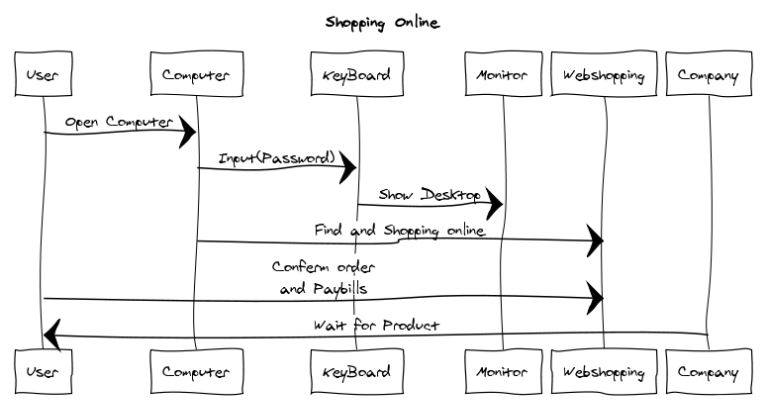 Shopping Online
User Computer KeyBoard Monitor Webshopping Company
Open Computer
Input(Password)
Show Desktop
Find and Shopping online
Conferm order
and Paybills
Wait for Product
User Computer KeyBoard Monitor Webshopping Company